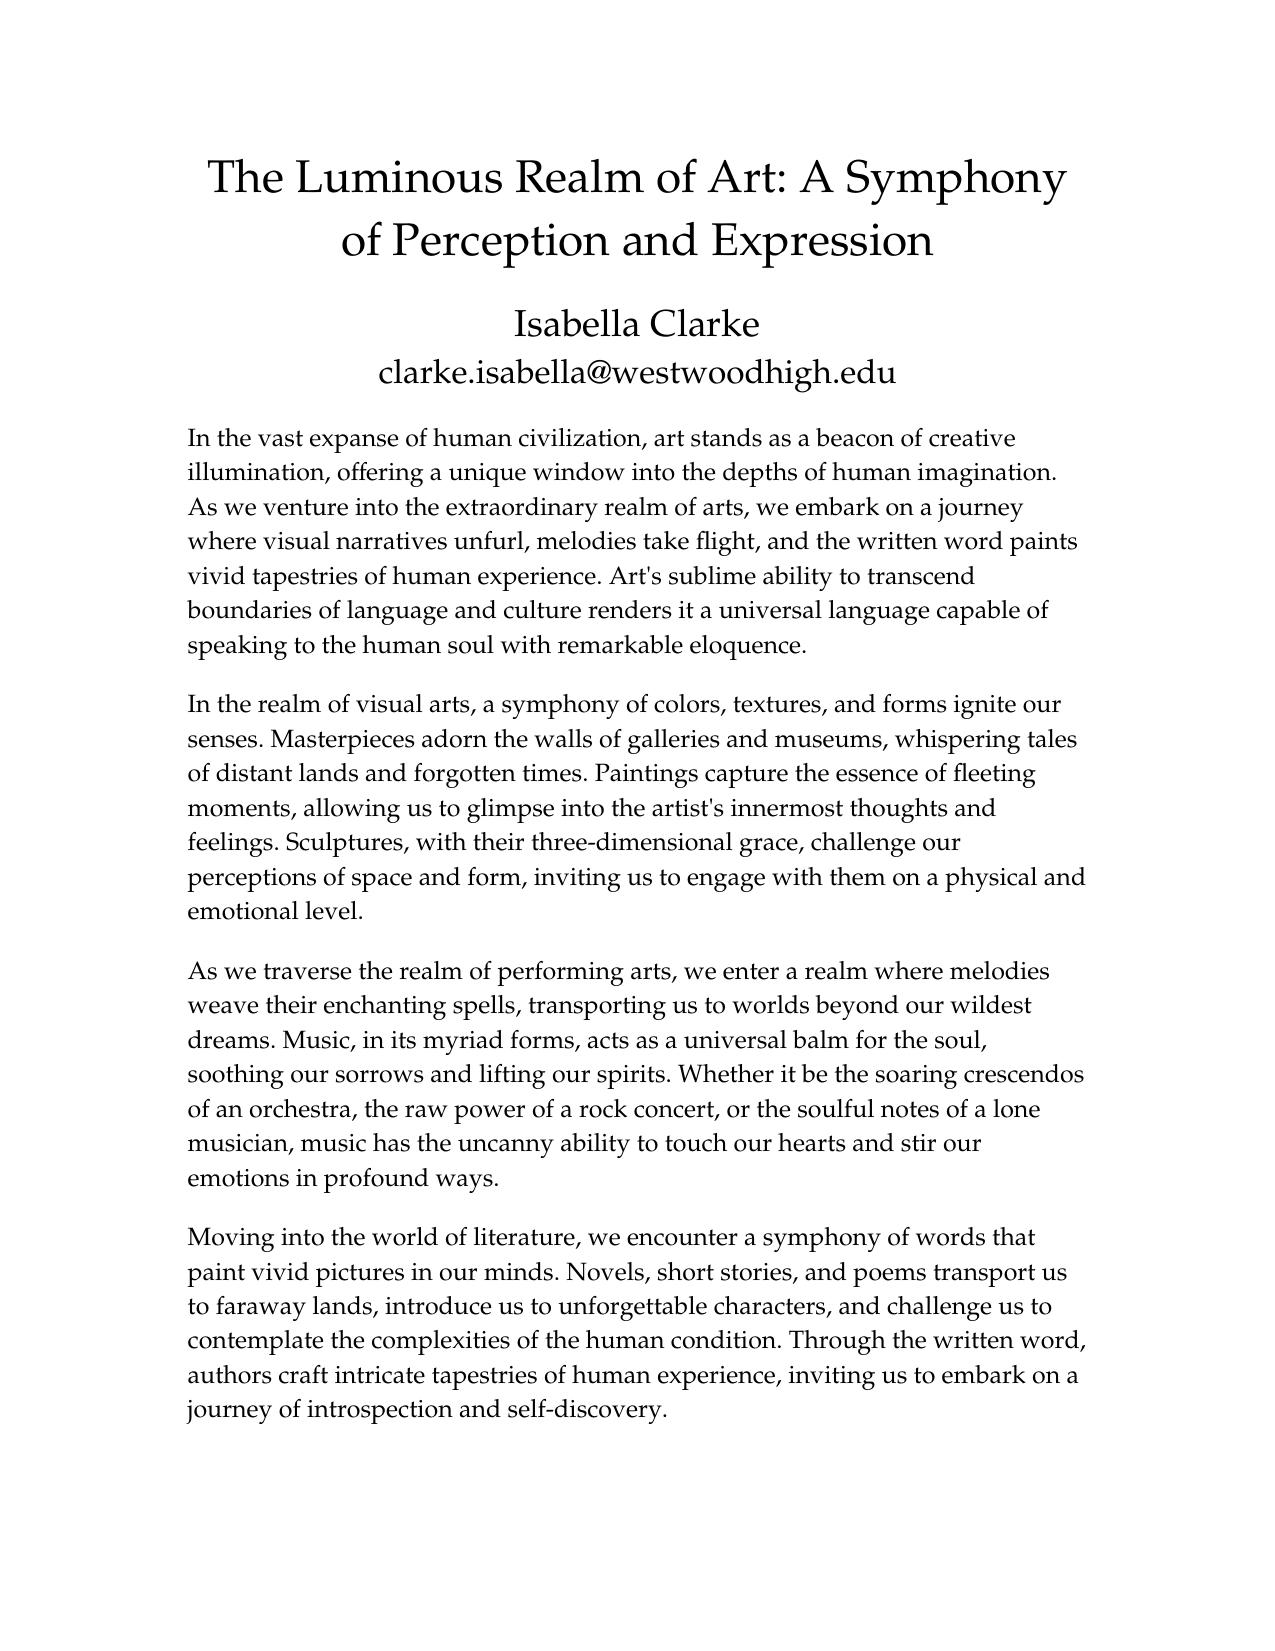 The Luminous Realm of Art: A Symphony
of Perception and Expression
Isabella Clarke
clarke.isabella@westwoodhigh.edu
In the vast expanse of human civilization, art stands as a beacon of creative
illumination, offering a unique window into the depths of human imagination.
As we venture into the extraordinary realm of arts, we embark on a journey
where visual narratives unfurl, melodies take flight, and the written word paints
vivid tapestries of human experience. Art's sublime ability to transcend
boundaries of language and culture renders it a universal language capable of
speaking to the human soul with remarkable eloquence.
In the realm of visual arts, a symphony of colors, textures, and forms ignite our
senses. Masterpieces adorn the walls of galleries and museums, whispering tales
of distant lands and forgotten times. Paintings capture the essence of fleeting
moments, allowing us to glimpse into the artist's innermost thoughts and
feelings. Sculptures, with their three-dimensional grace, challenge our
perceptions of space and form, inviting us to engage with them on a physical and
emotional level.
As we traverse the realm of performing arts, we enter a realm where melodies
weave their enchanting spells, transporting us to worlds beyond our wildest
dreams. Music, in its myriad forms, acts as a universal balm for the soul,
soothing our sorrows and lifting our spirits. Whether it be the soaring crescendos
of an orchestra, the raw power of a rock concert, or the soulful notes of a lone
musician, music has the uncanny ability to touch our hearts and stir our
emotions in profound ways.
Moving into the world of literature, we encounter a symphony of words that
paint vivid pictures in our minds. Novels, short stories, and poems transport us
to faraway lands, introduce us to unforgettable characters, and challenge us to
contemplate the complexities of the human condition. Through the written word,
authors craft intricate tapestries of human experience, inviting us to embark on a
journey of introspection and self-discovery.